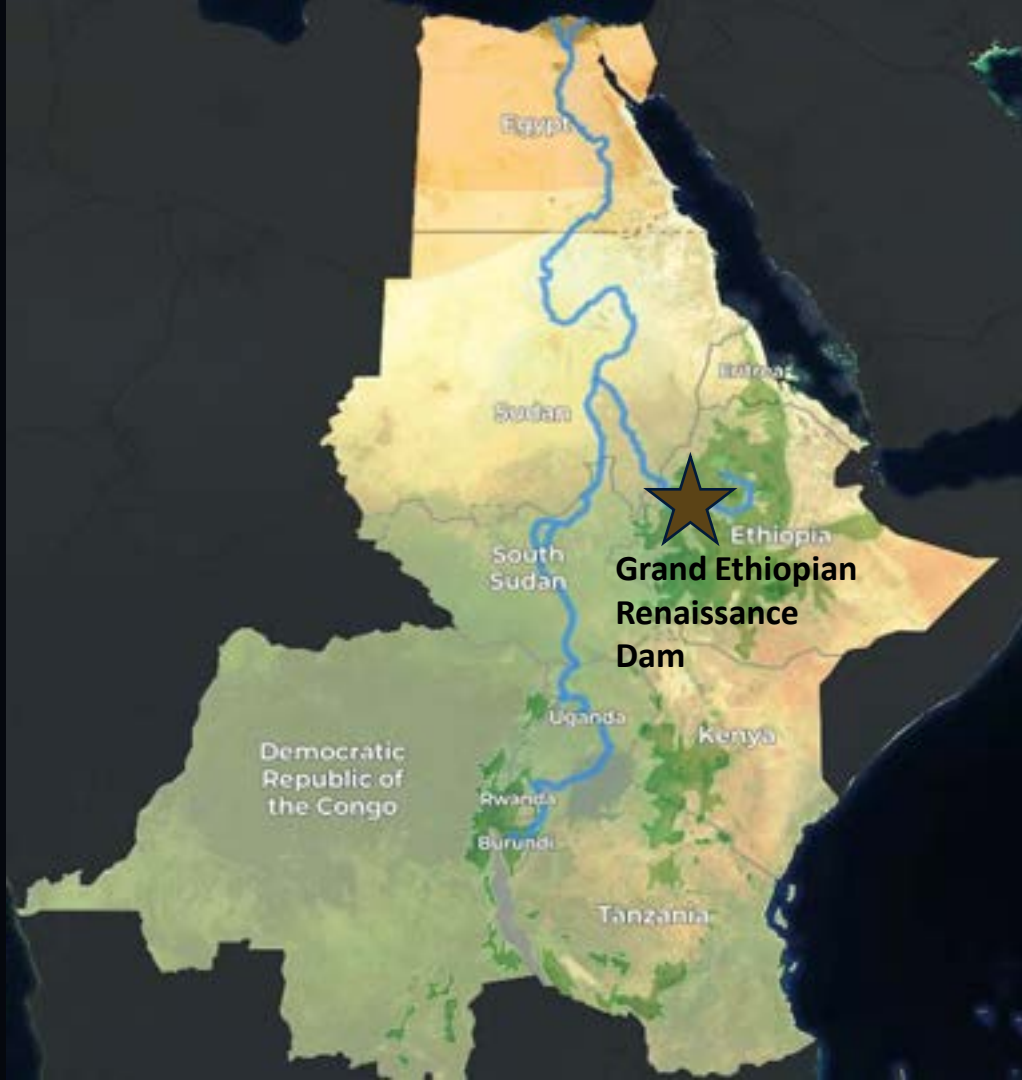 Egypt
Eritrea
Sudan
Ethiopia
South
Sudan
Grand Ethiopian
Renaissance
Dam
Uganda
Kenya
Democratic
Republic of
the Congo
Rwanda
Burundi
Tanzania